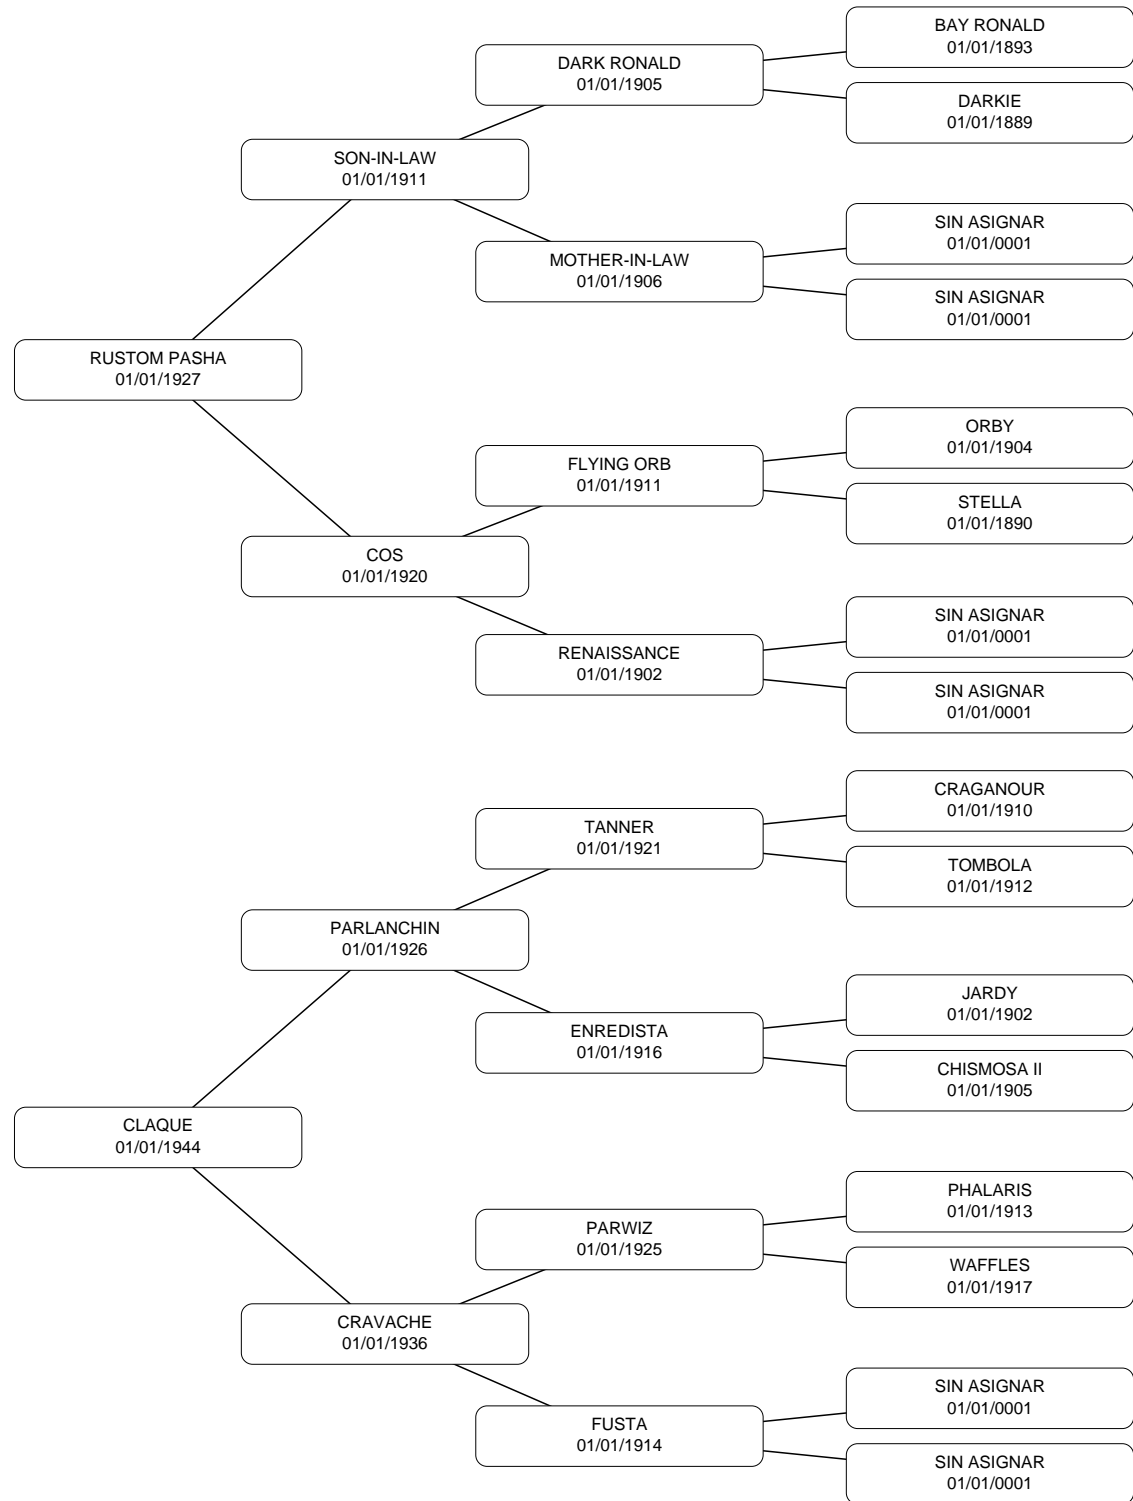 BAY RONALD
01/01/1893
DARK RONALD
01/01/1905
DARKIE
01/01/1889
SON-IN-LAW
01/01/1911
SIN ASIGNAR
01/01/0001
MOTHER-IN-LAW
01/01/1906
SIN ASIGNAR
01/01/0001
RUSTOM PASHA
01/01/1927
ORBY
01/01/1904
FLYING ORB
01/01/1911
STELLA
01/01/1890
COS
01/01/1920
SIN ASIGNAR
01/01/0001
RENAISSANCE
01/01/1902
SIN ASIGNAR
01/01/0001
CRAGANOUR
01/01/1910
TANNER
01/01/1921
TOMBOLA
01/01/1912
PARLANCHIN
01/01/1926
JARDY
01/01/1902
ENREDISTA
01/01/1916
CHISMOSA II
01/01/1905
CLAQUE
01/01/1944
PHALARIS
01/01/1913
PARWIZ
01/01/1925
WAFFLES
01/01/1917
CRAVACHE
01/01/1936
SIN ASIGNAR
01/01/0001
FUSTA
01/01/1914
SIN ASIGNAR
01/01/0001